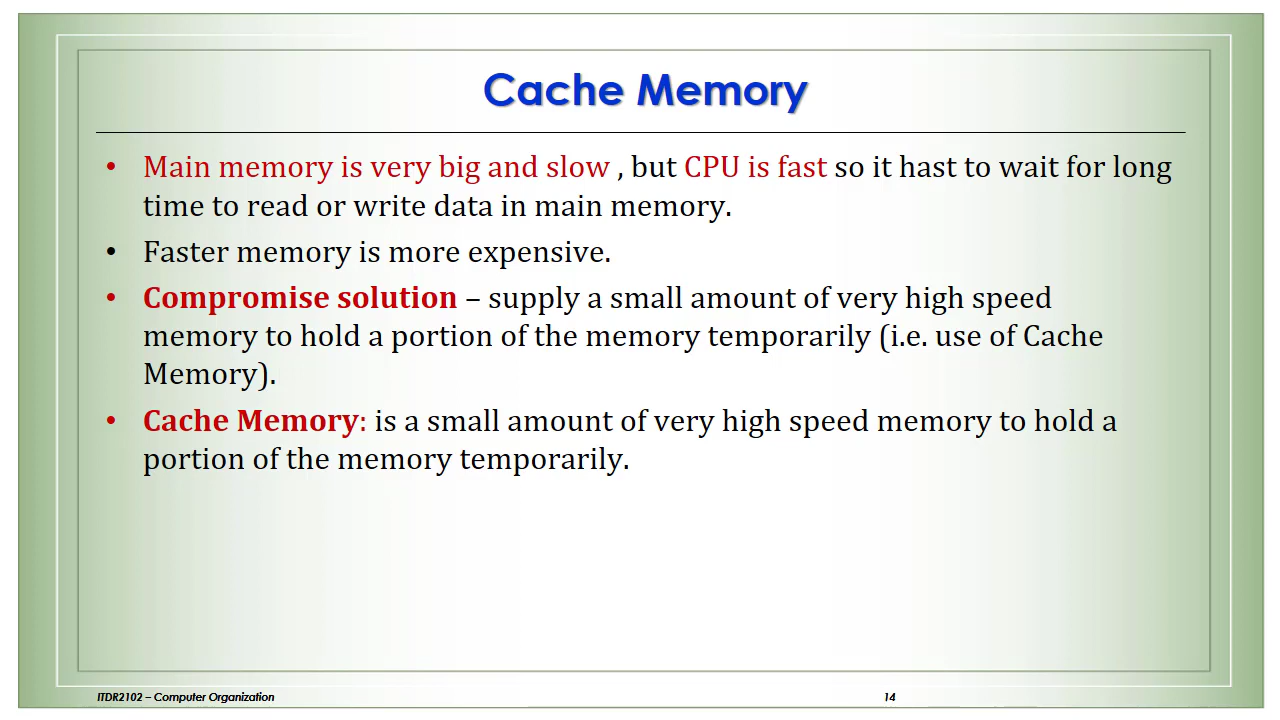 Cache Memory
• Main memory is very big and slow , but CPU is fast so it hast to wait for long
time to read or write data in main memory.
• Faster memory is more expensive.
• Compromise solution – supply a small amount of very high speed
memory to hold a portion of the memory temporarily (i.e. use of Cache
Memory).
• Cache Memory: is a small amount of very high speed memory to hold a
portion of the memory temporarily.
ITDR2102 – Computer Organization
14